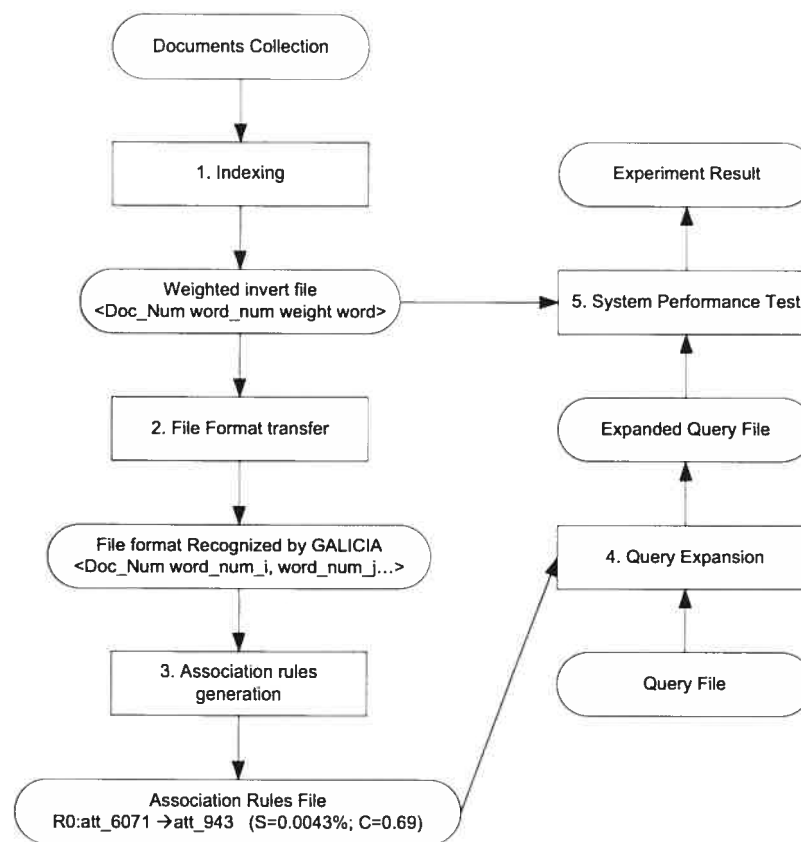 Documents Collection
1. Indexing
Weighted invert file
<Doc_Num word_num weight word>
2. File Format transfer
File format Recognized by GALICIA
<Doc_Num word_num_i, word_num_j...>
3. Association rules
generation
Association Rules File
R0:att_6071 →att_943 (S=0.0043%; C=0.69)
Experiment Result
5. System Performance Test
Expanded Query File
4. Query Expansion
Query File